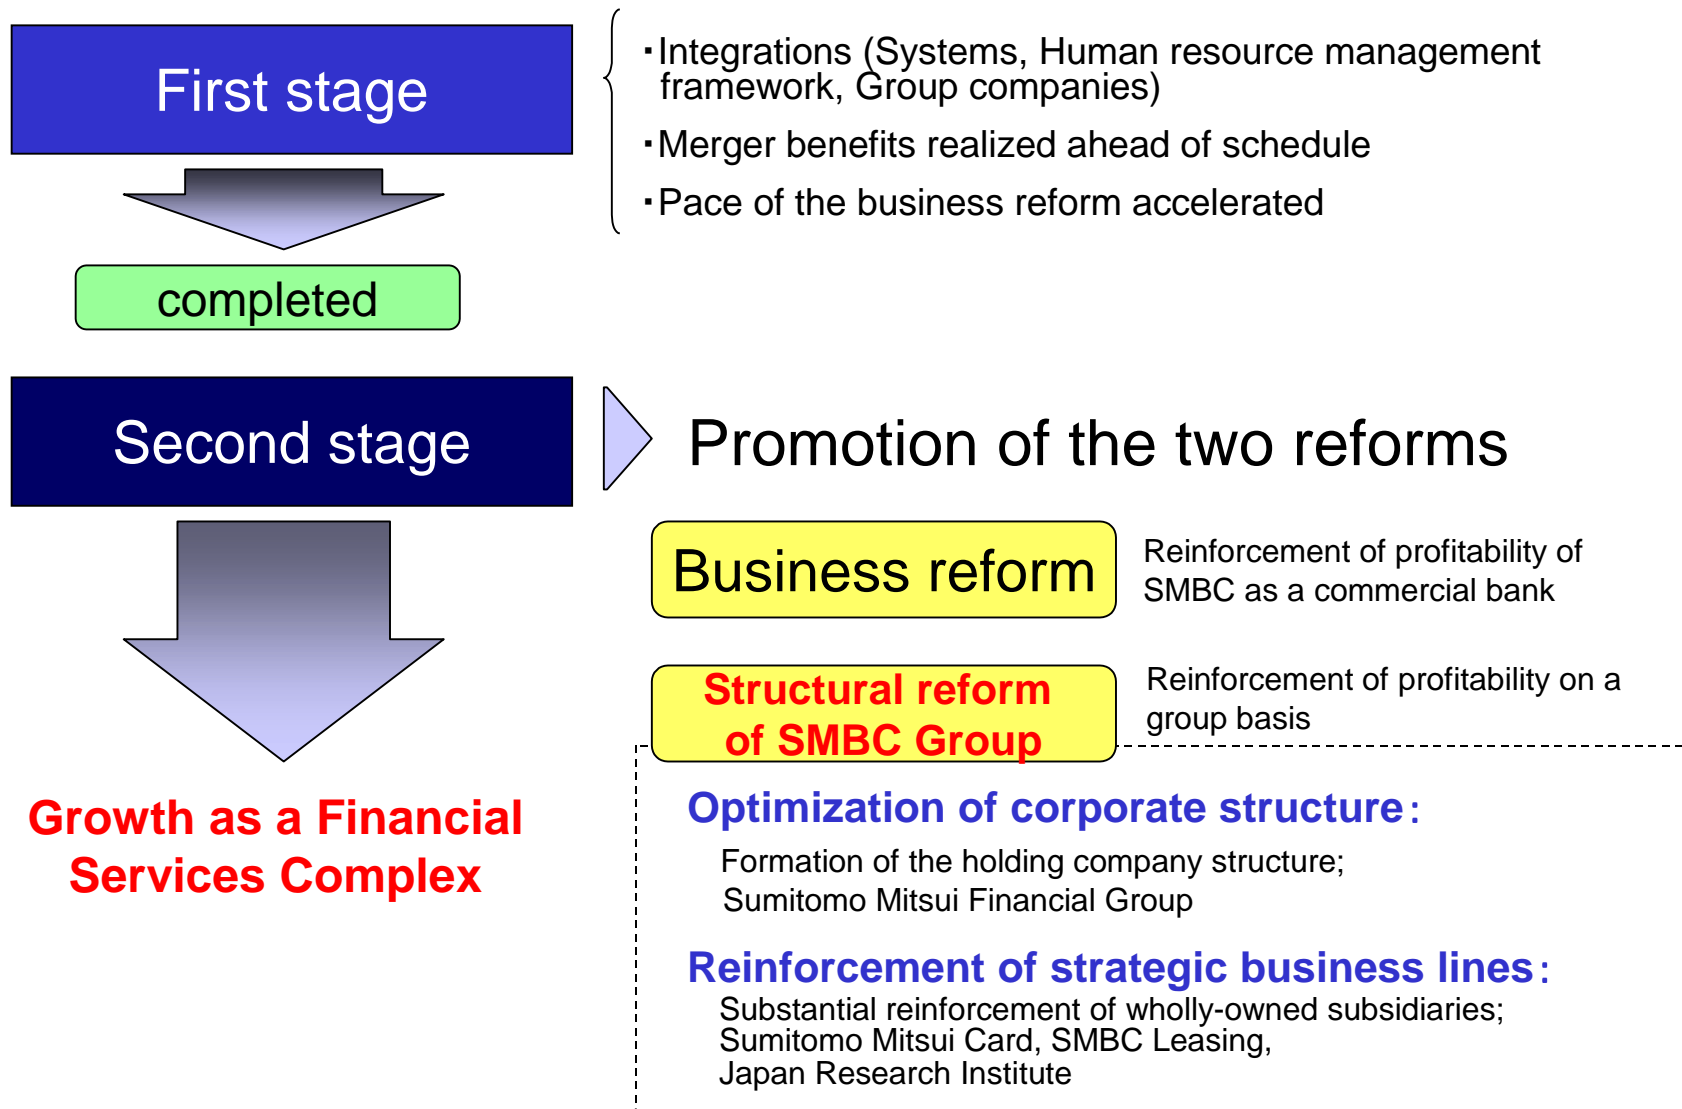 First stage
・Integrations (Systems, Human resource management
framework, Group companies)
・Merger benefits realized ahead of schedule
・Pace of the business reform accelerated
completed
Second stage
Promotion of the two reforms
Business reform
Reinforcement of profitability of
SMBC as a commercial bank
Structural reform
of SMBC Group
Reinforcement of profitability on a
group basis
Growth as a Financial
Services Complex
Optimization of corporate structure:
Formation of the holding company structure;
Sumitomo Mitsui Financial Group
Reinforcement of strategic business lines:
Substantial reinforcement of wholly-owned subsidiaries;
Sumitomo Mitsui Card, SMBC Leasing,
Japan Research Institute